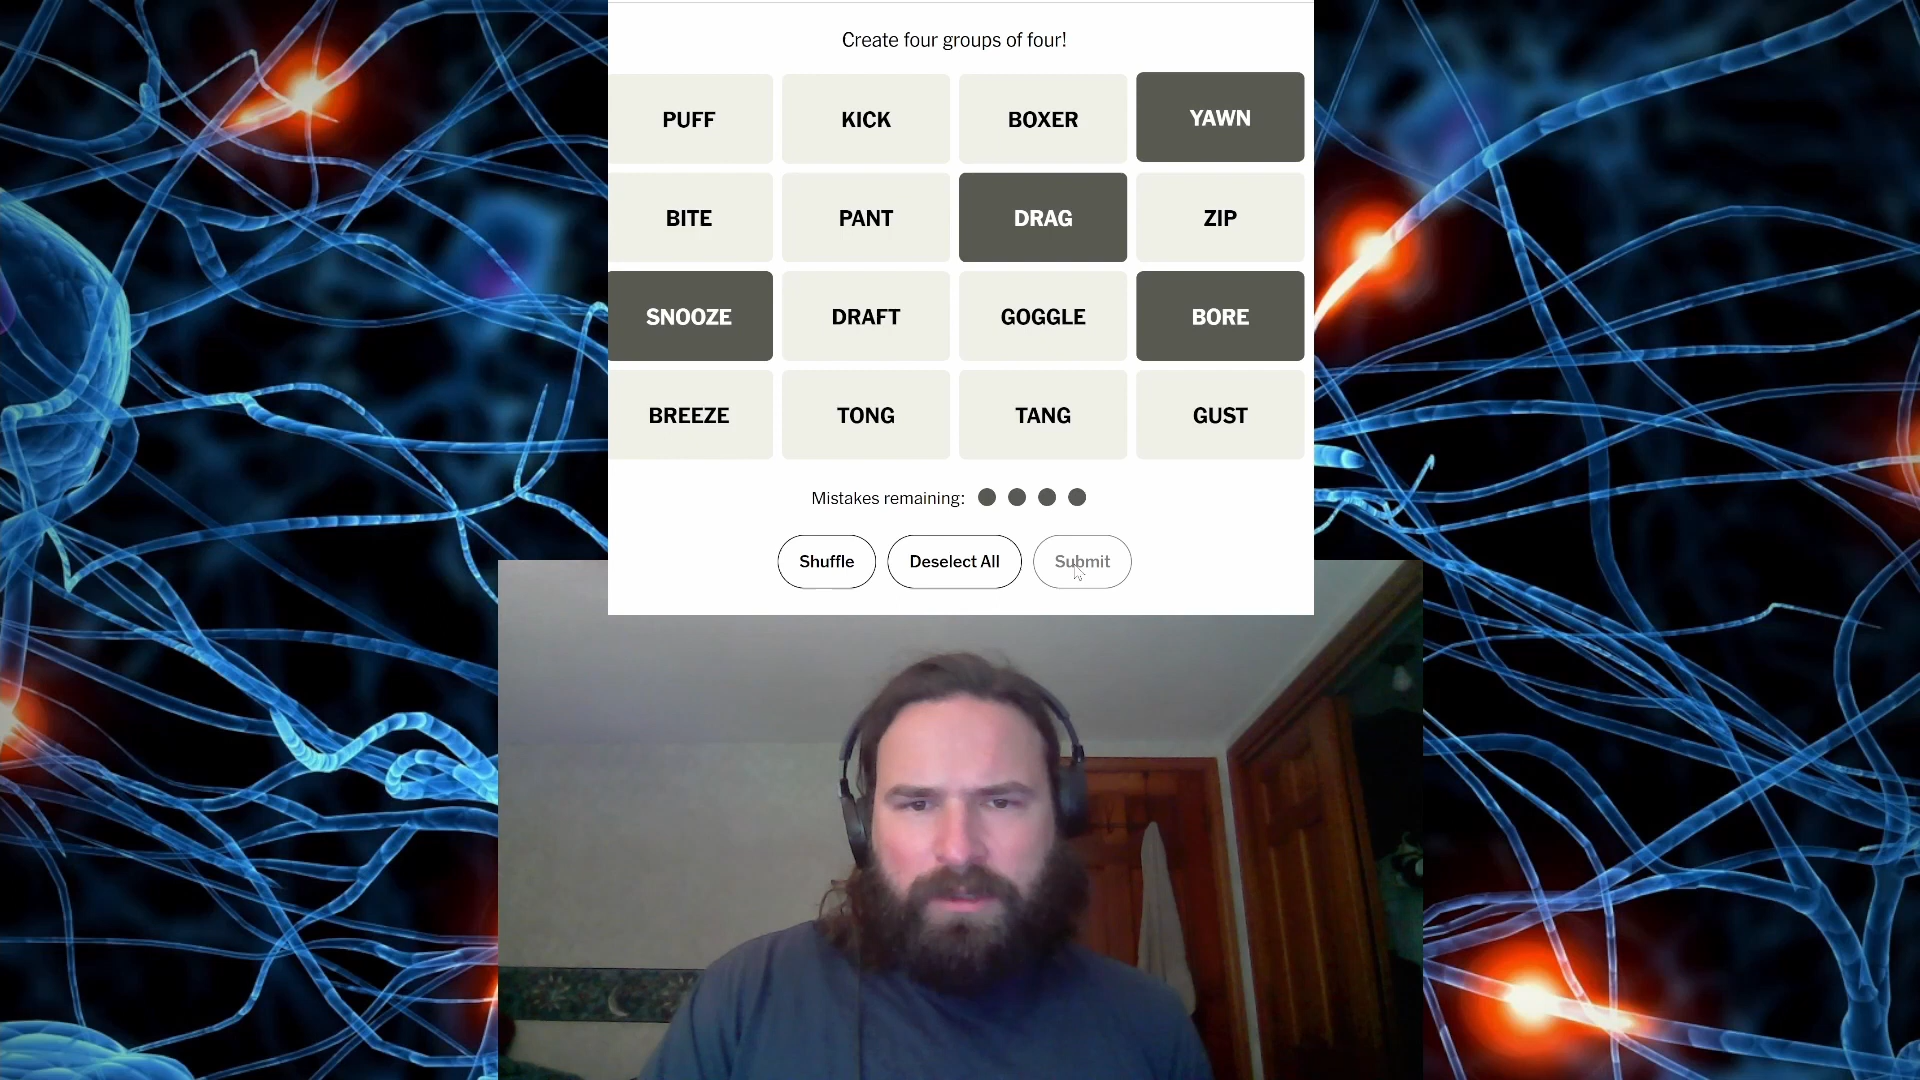 Create four groups of four!
PUFF KICK BOXER YAWN
BITE PANT DRAG ZIP
SNOOZE DRAFT GOGGLE BORE
BREEZE TONG TANG GUST
Mistakes remaining:
Shuffle Deselect All Submit